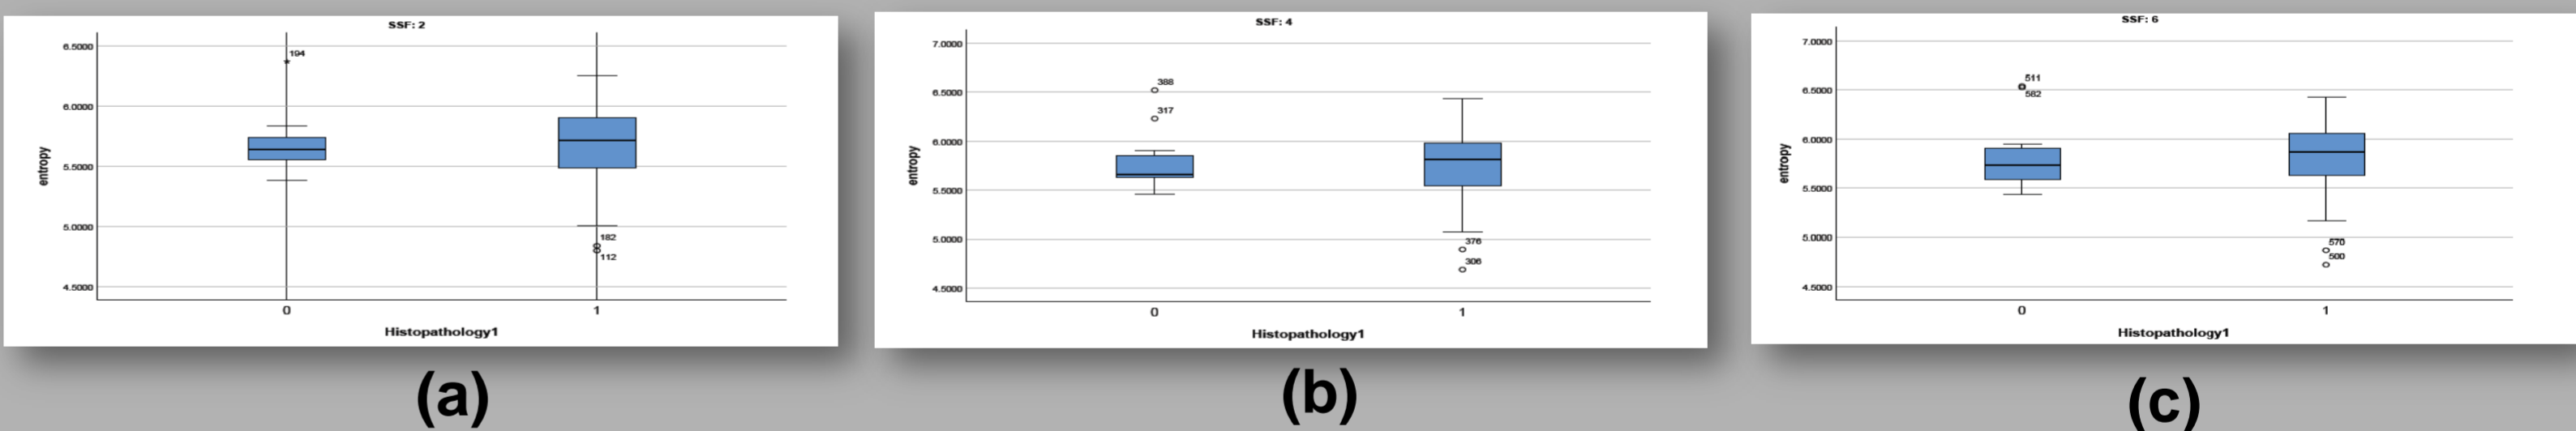 SSF: 2
6.5000
6.0000
5.5000
5.0000
4.5000
entropy
194
182
112
0
1
Histopathology1
(a)
SSF: 4
7.0000
6.5000
6.0000
5.5000
5.0000
4.5000
entropy
388
317
376
306
0
1
Histopathology1
(b)
SSF: 6
7.0000
6.5000
6.0000
5.5000
5.0000
4.5000
entropy
511
582
570
500
0
1
Histopathology1
(c)